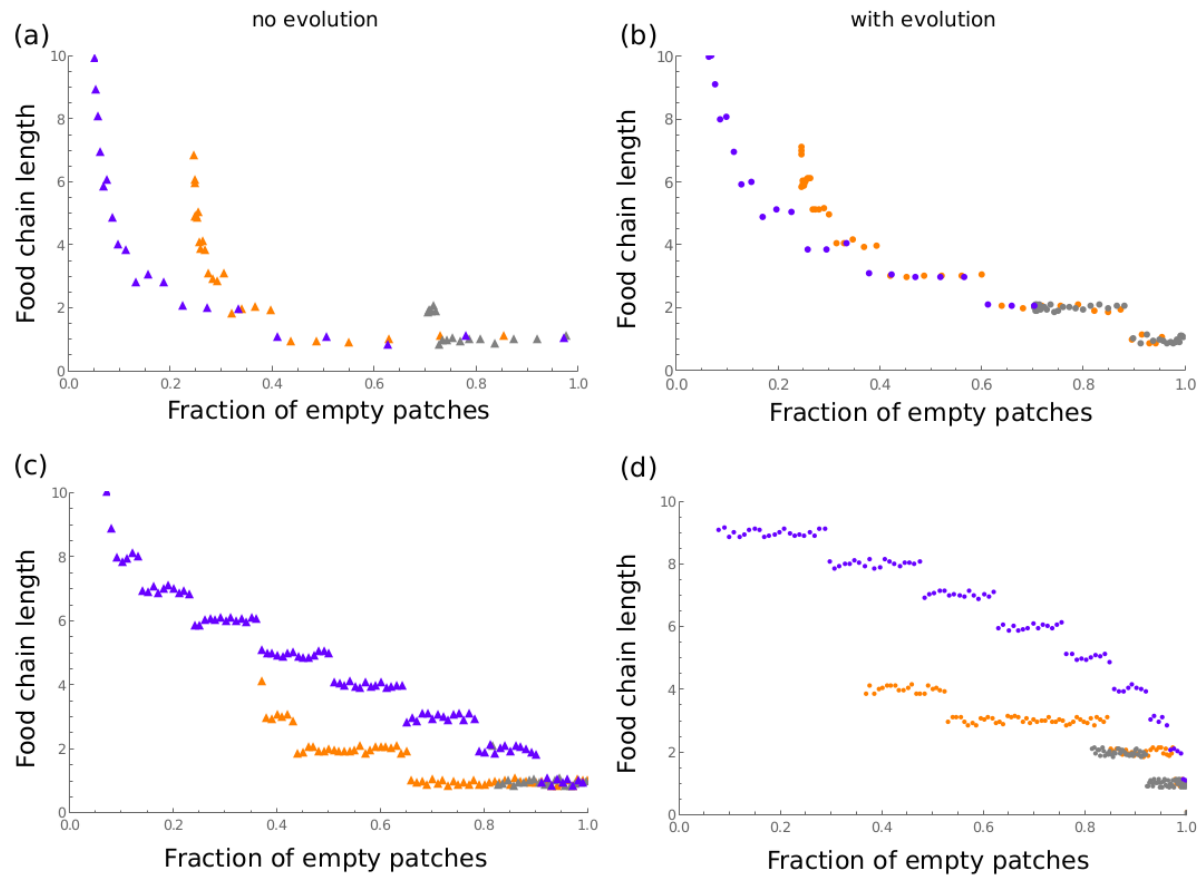 no evolution
with evolution
(a)
(b)
Food chain length
10
8
6
4
2
0
0.0 0.2 0.4 0.6 0.8 1.0
Fraction of empty patches
Food chain length
10
8
6
4
2
0
0.0 0.2 0.4 0.6 0.8 1.0
Fraction of empty patches
(c)
(d)
Food chain length
10
8
6
4
2
0
0.0 0.2 0.4 0.6 0.8 1.0
Fraction of empty patches
Food chain length
10
8
6
4
2
0
0.0 0.2 0.4 0.6 0.8 1.0
Fraction of empty patches